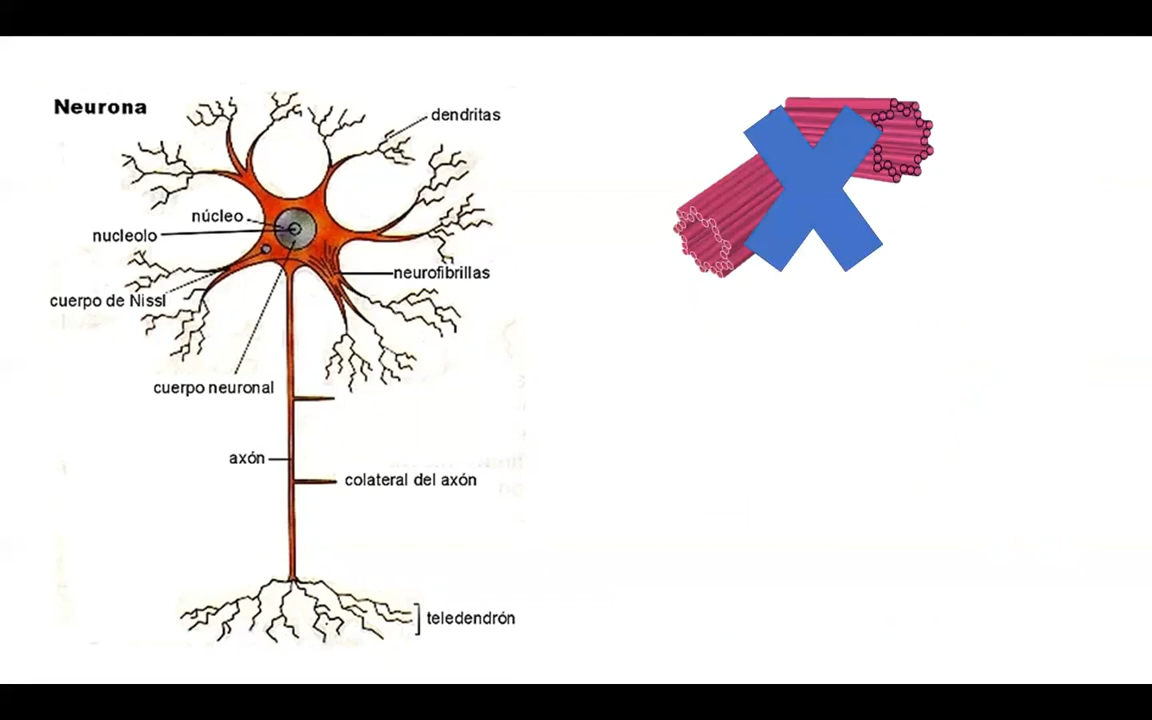 Neurona
dendritas
núcleo
nucleolo
neurofibrillas
cuerpo de Nissl
cuerpo neuronal
axón
colateral del axón
teledendrón